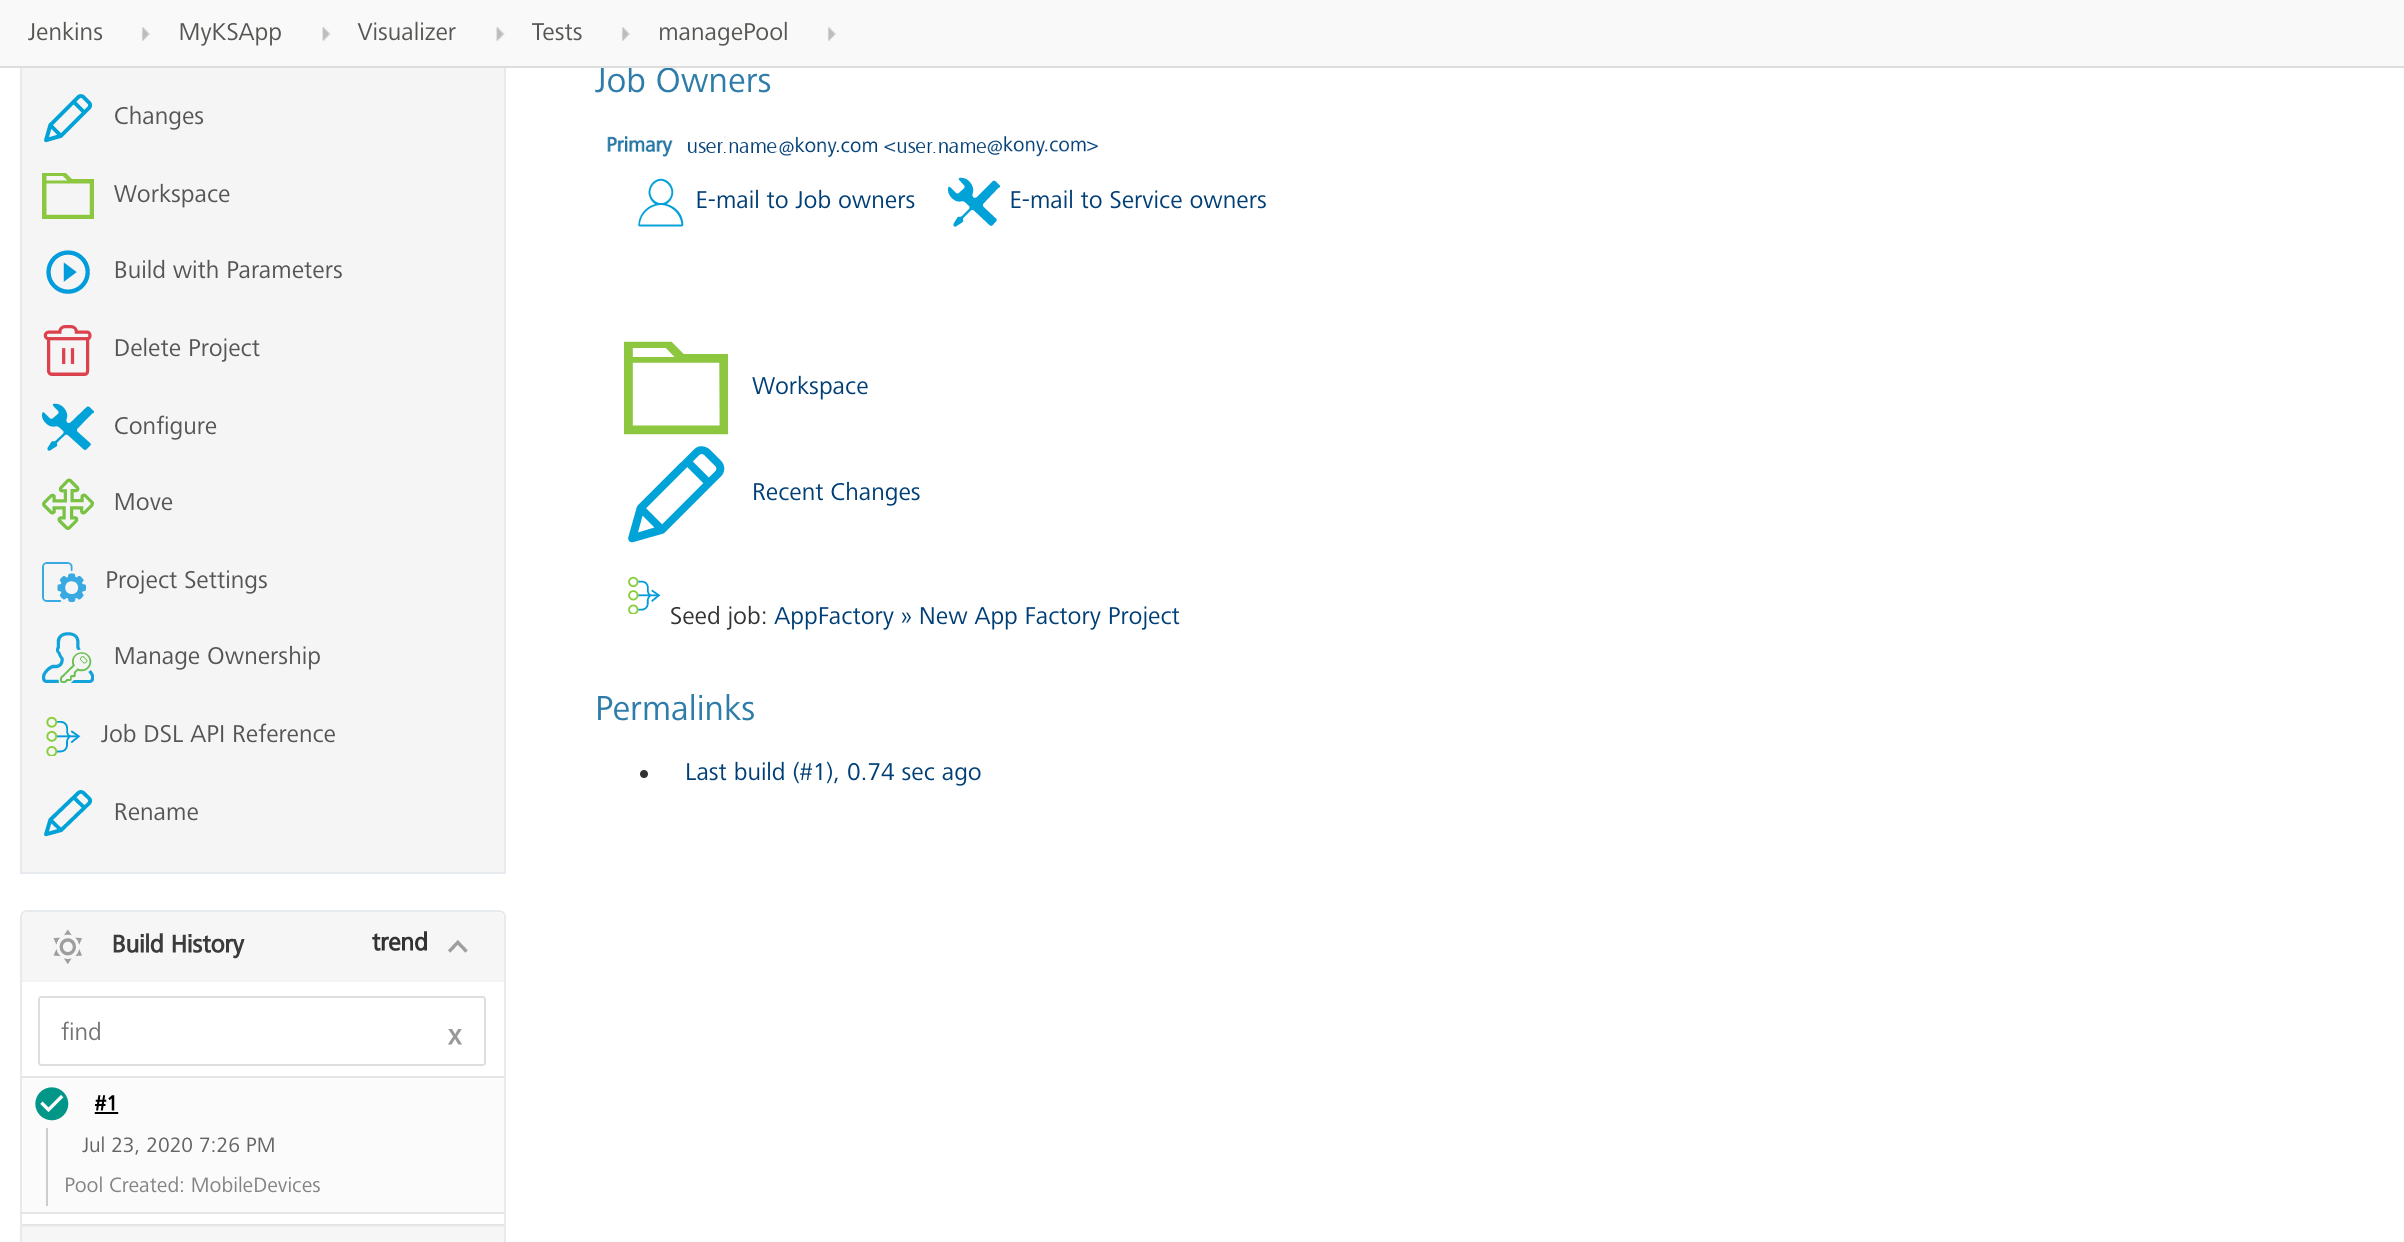 Jenkins MyKSApp Visualizer Tests managePool
Changes
Workspace
Build with Parameters
Delete Project
Configure
Move
Project Settings
Manage Ownership
Job DSL API Reference
Rename
Build History trend
find x
#1
Jul 23, 2020 7:26 PM
Pool Created: MobileDevices
Job Owners
Primary user.name@kony.com <user.name@kony.com>
E-mail to Job owners E-mail to Service owners
Workspace
Recent Changes
Seed job: AppFactory » New App Factory Project
Permalinks
Last build (#1), 0.74 sec ago